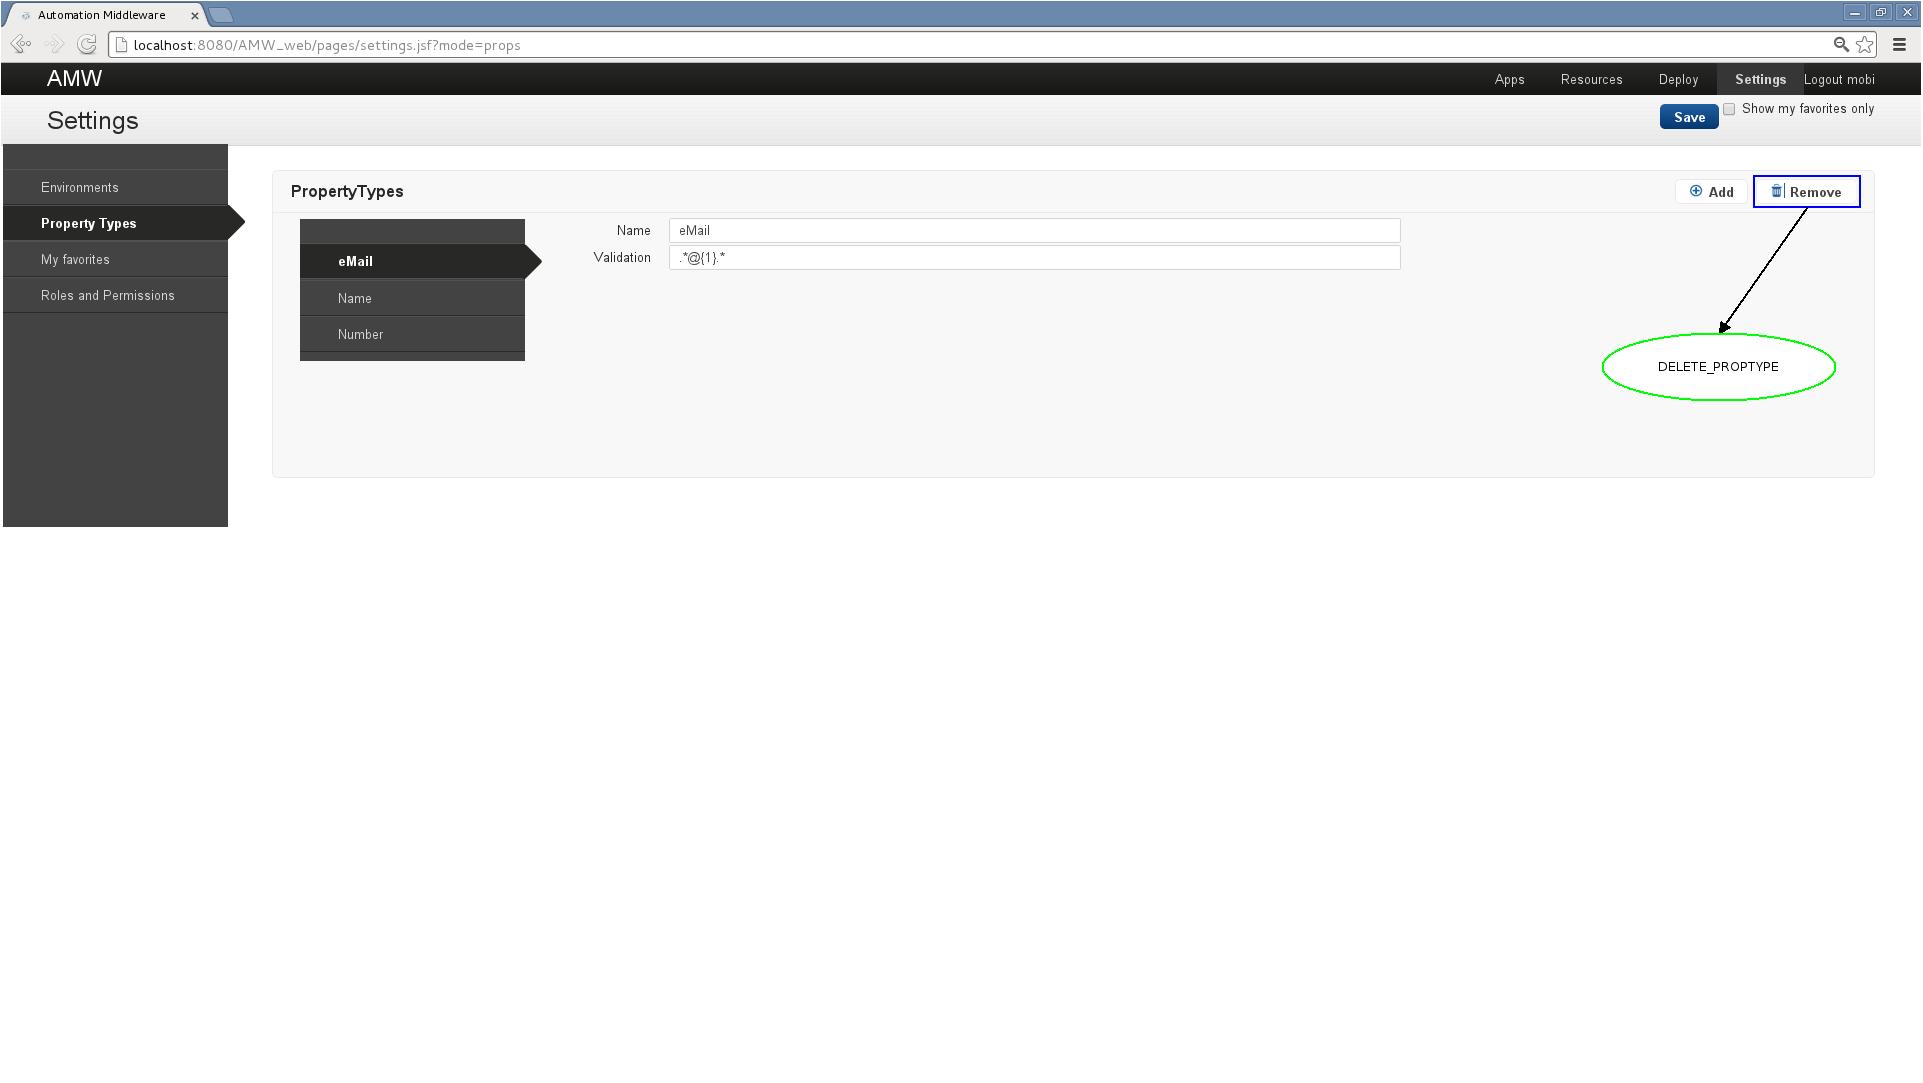 Automation Middleware
localhost:8080/AMW_web/pages/settings.jsf?mode=props
AMW
Apps Resources Deploy Settings Logout mobi
Settings
Save Show my favorites only
Environments
Property Types
My favorites
Roles and Permissions
PropertyTypes
Add Remove
eMail
Name
Number
Name eMail
Validation .*@{1}.*
DELETE_PROPTYPE